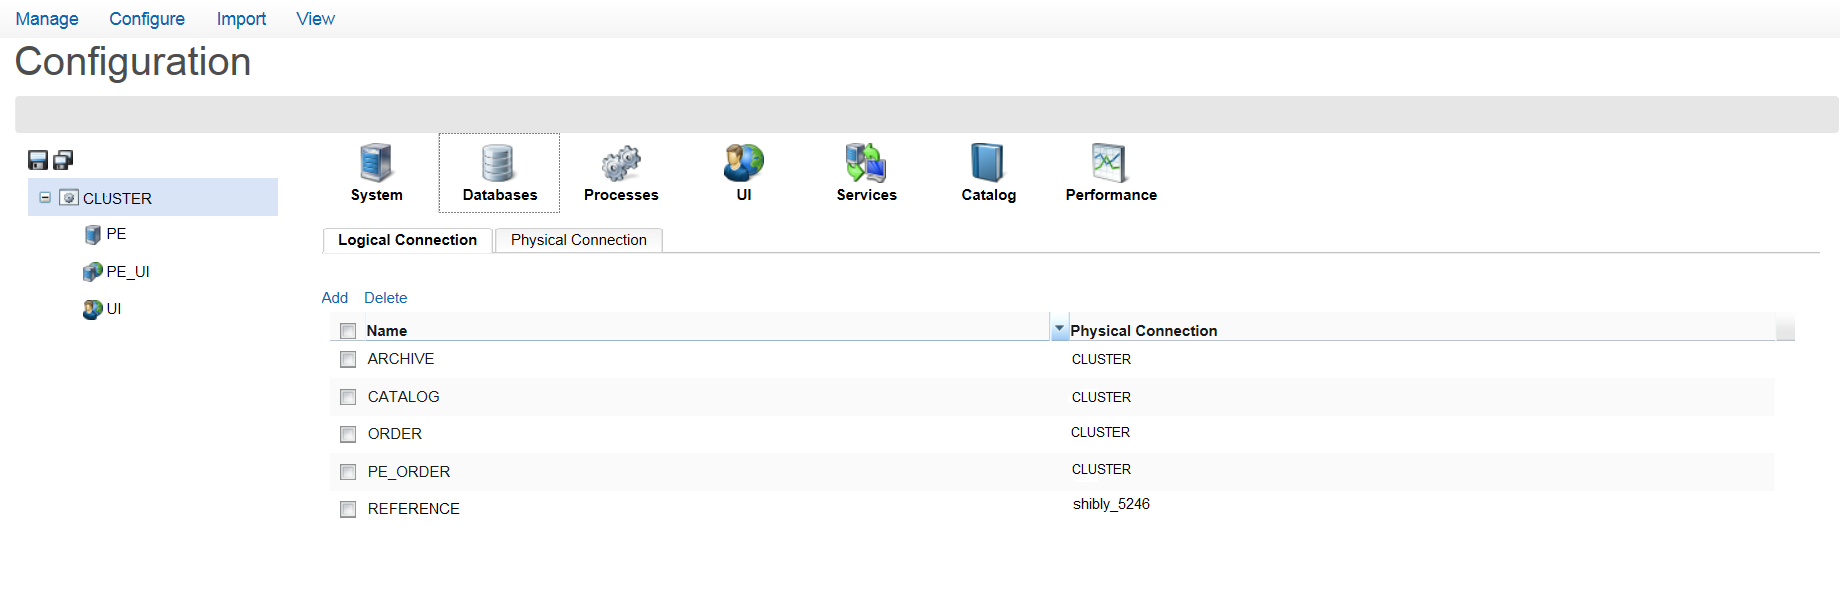 Manage Configure Import View
Configuration
System Databases Processes UI Services Catalog Performance
CLUSTER
PE
PE_UI
UI
Logical Connection Physical Connection
Add Delete
Name Physical Connection
ARCHIVE CLUSTER
CATALOG CLUSTER
ORDER CLUSTER
PE_ORDER CLUSTER
REFERENCE shibly_5246